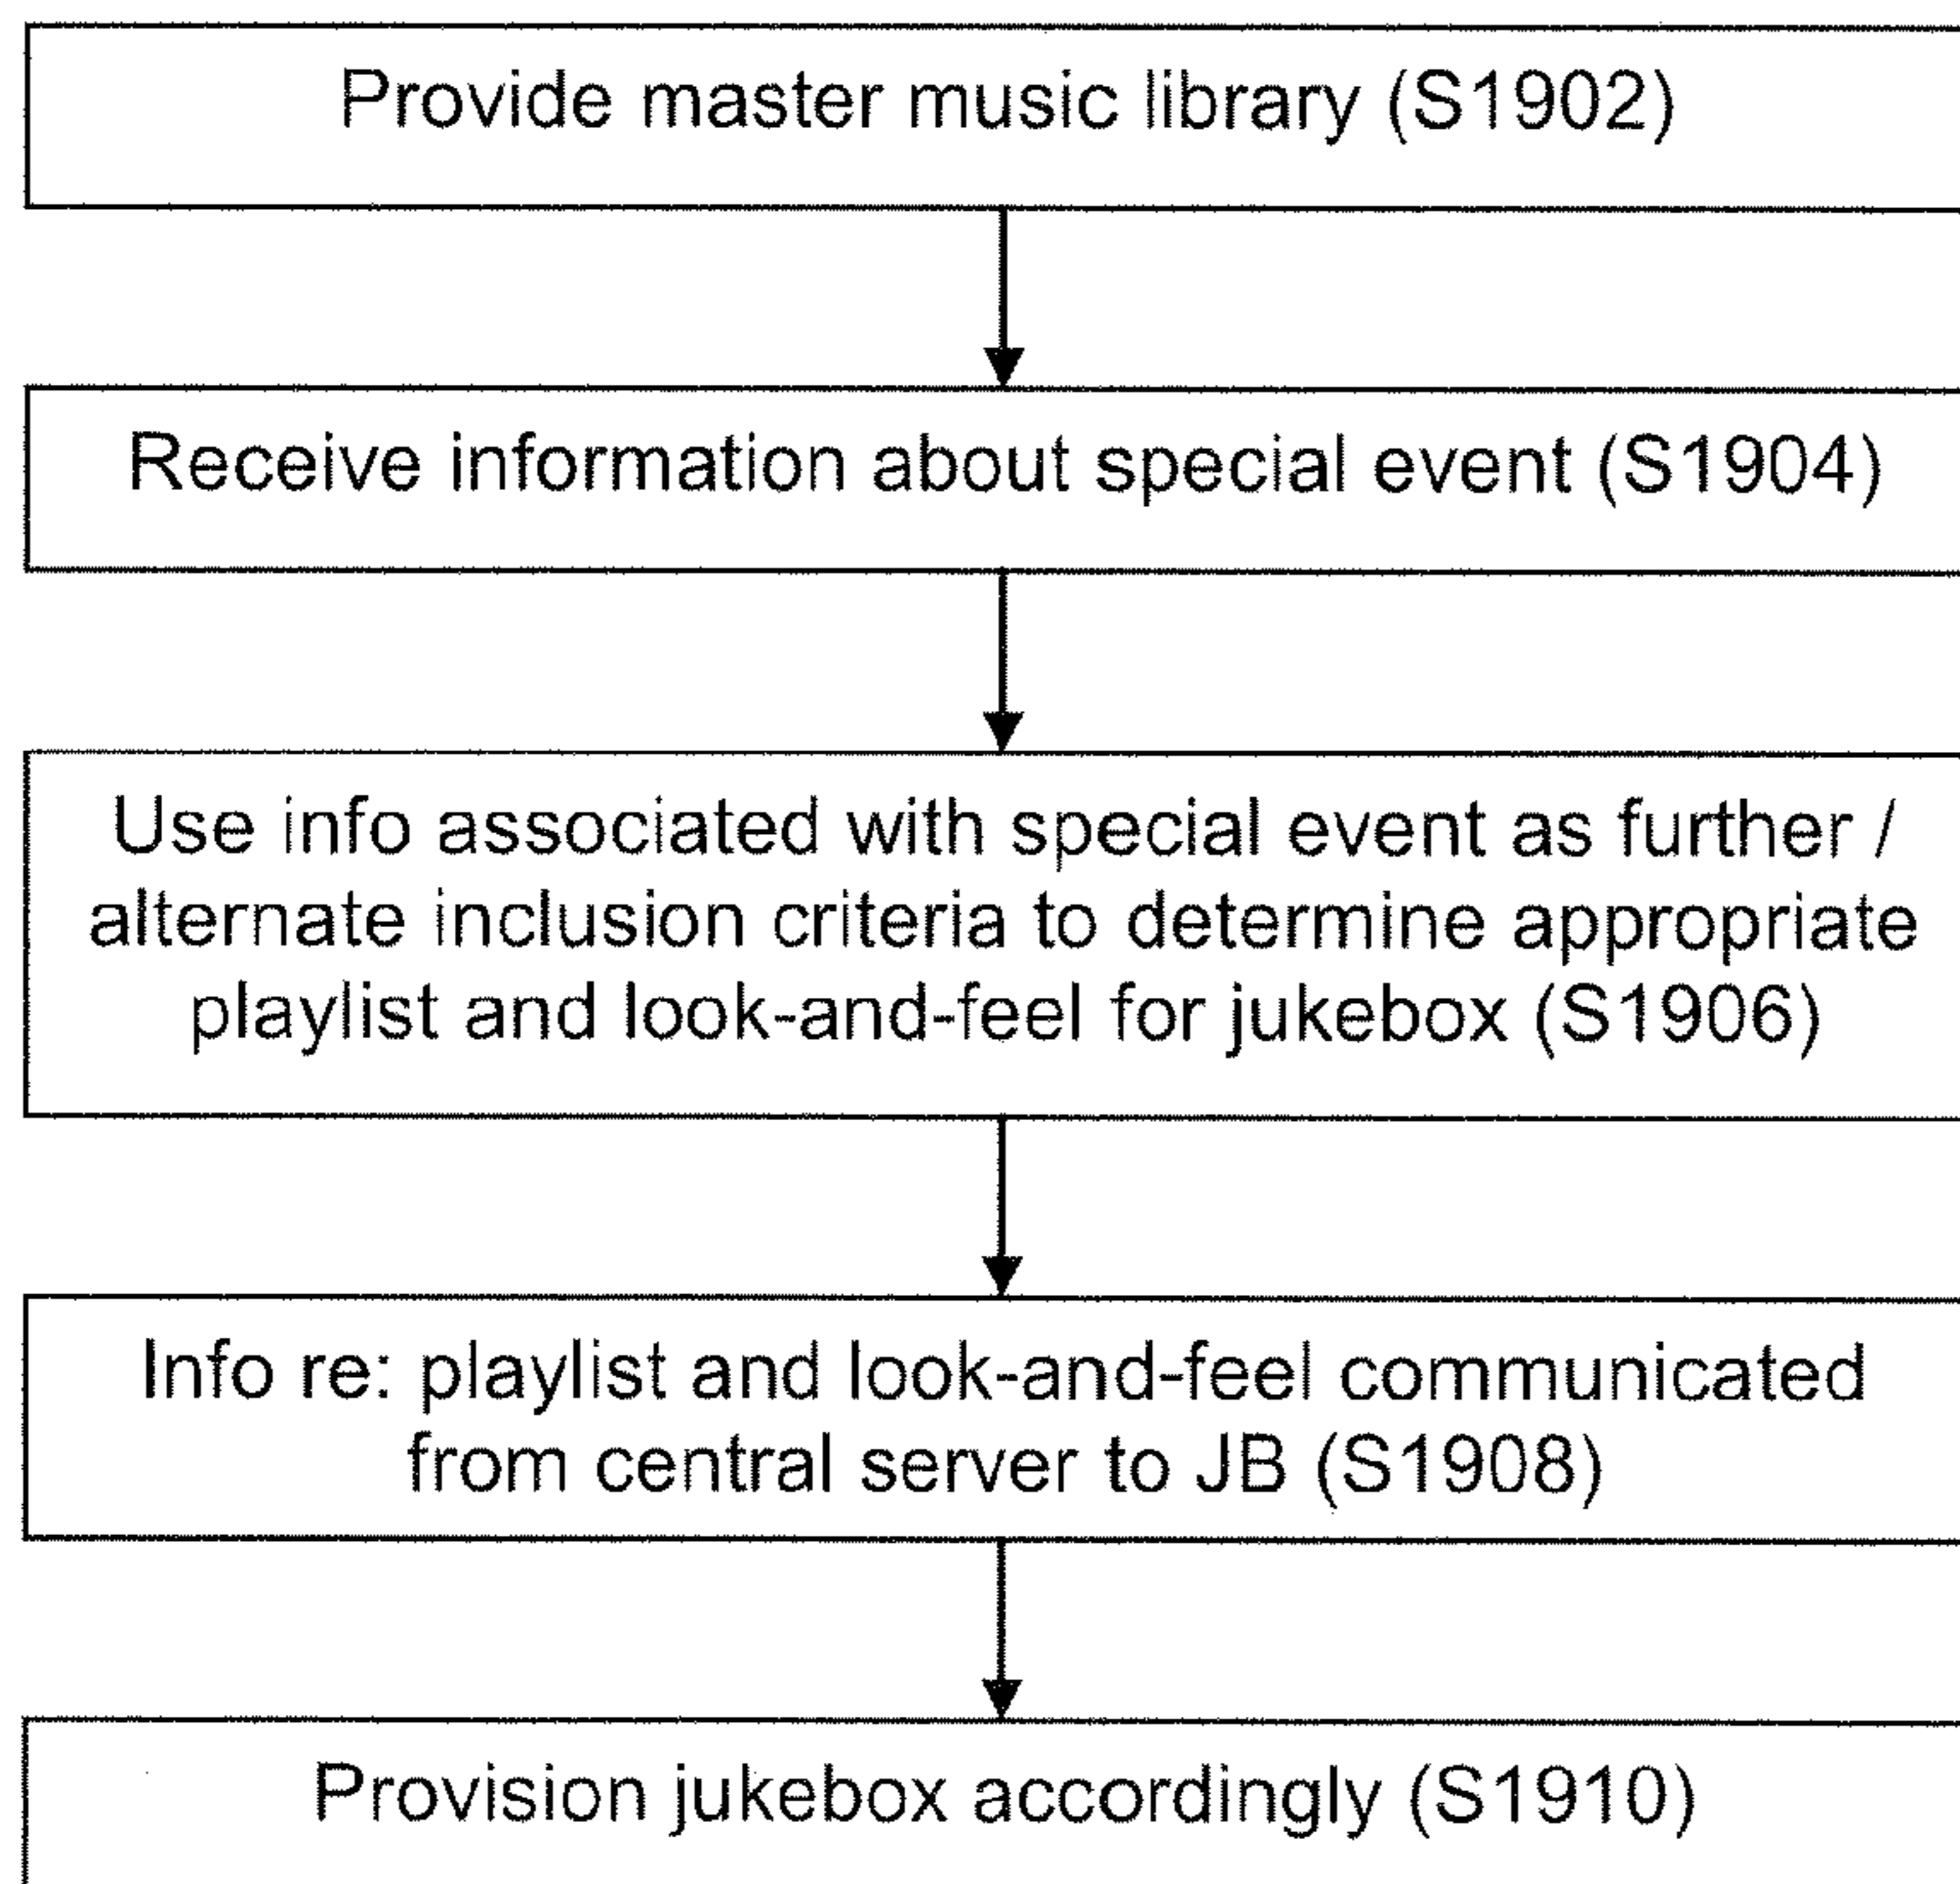 Provide master music library (S1902)
Receive information about special event (S1904)
Use info associated with special event as further /
alternate inclusion criteria to determine appropriate
playlist and look-and-feel for jukebox (S1906)
Info re: playlist and look-and-feel communicated
from central server to JB (S1908)
Provision jukebox accordingly (S1910)